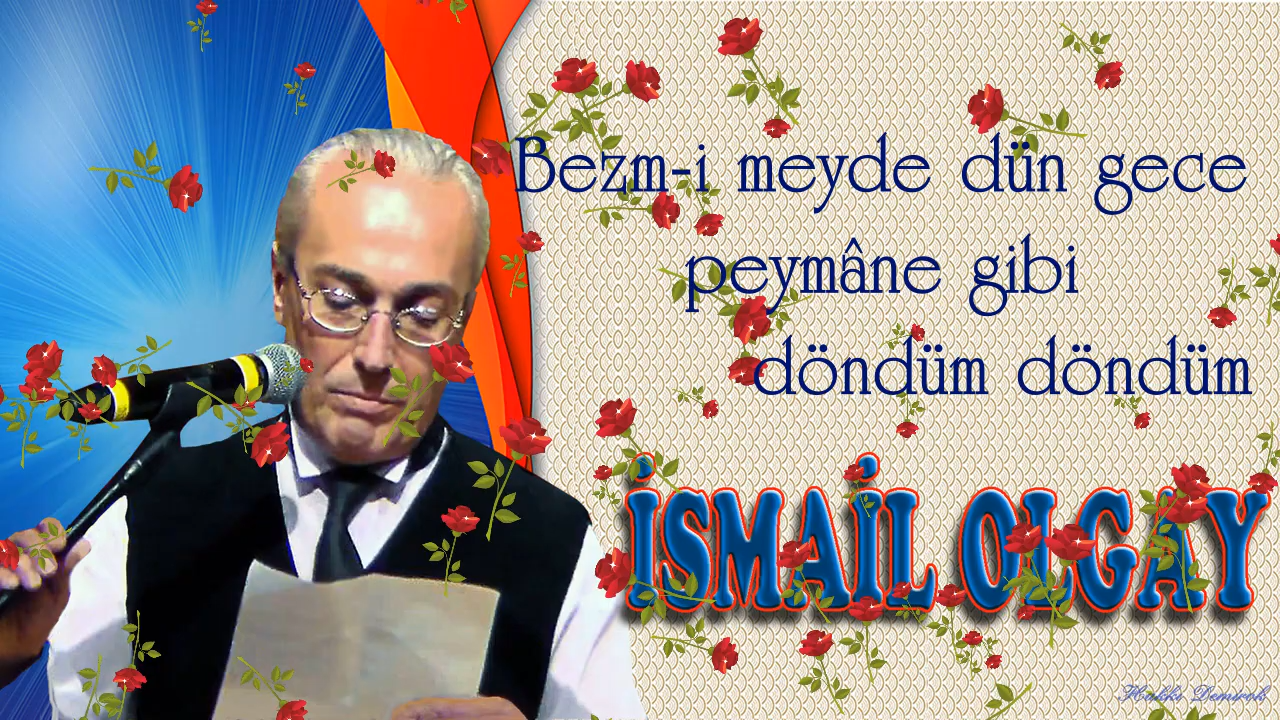 Bezm-i meyde dün gece
peymâne gibi
döndüm döndüm
İSMAİL OLGAY
Hakkı Demirok